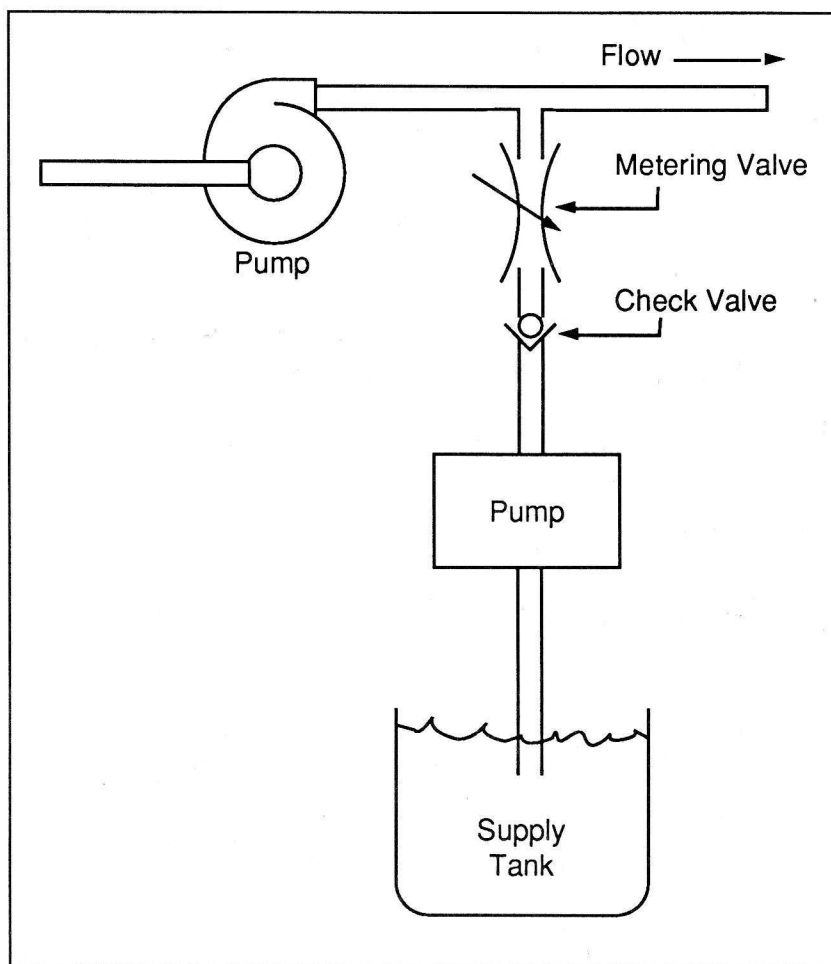 Flow
Metering Valve
Pump
Check Valve
Pump
Supply
Tank